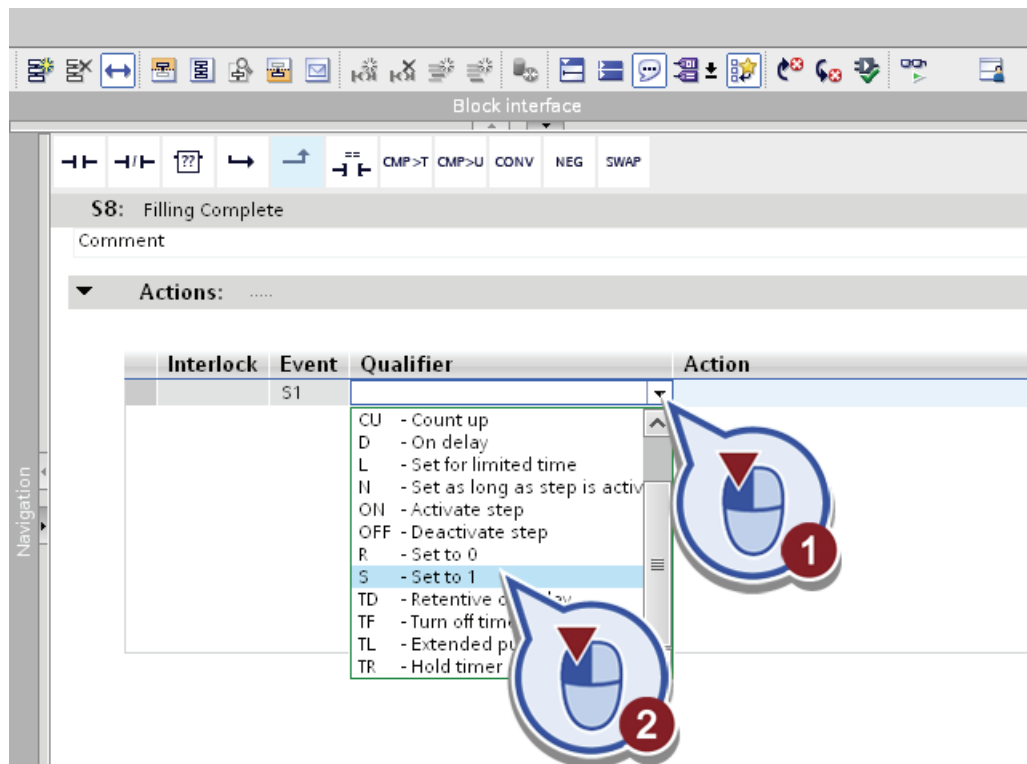 Block interface
?? == CMP>T CMP>U CONV NEG SWAP
S8: Filling Complete
Comment
Actions: .....
Interlock Event Qualifier Action
S1
CU - Count up
D - On delay
L - Set for limited time
N - Set as long as step is activ
ON - Activate step
OFF - Deactivate step
R - Set to 0
S - Set to 1
TD - Retentive
TF - Turn off
TL - Extended
TR - Hold timer
1
2
Navigation